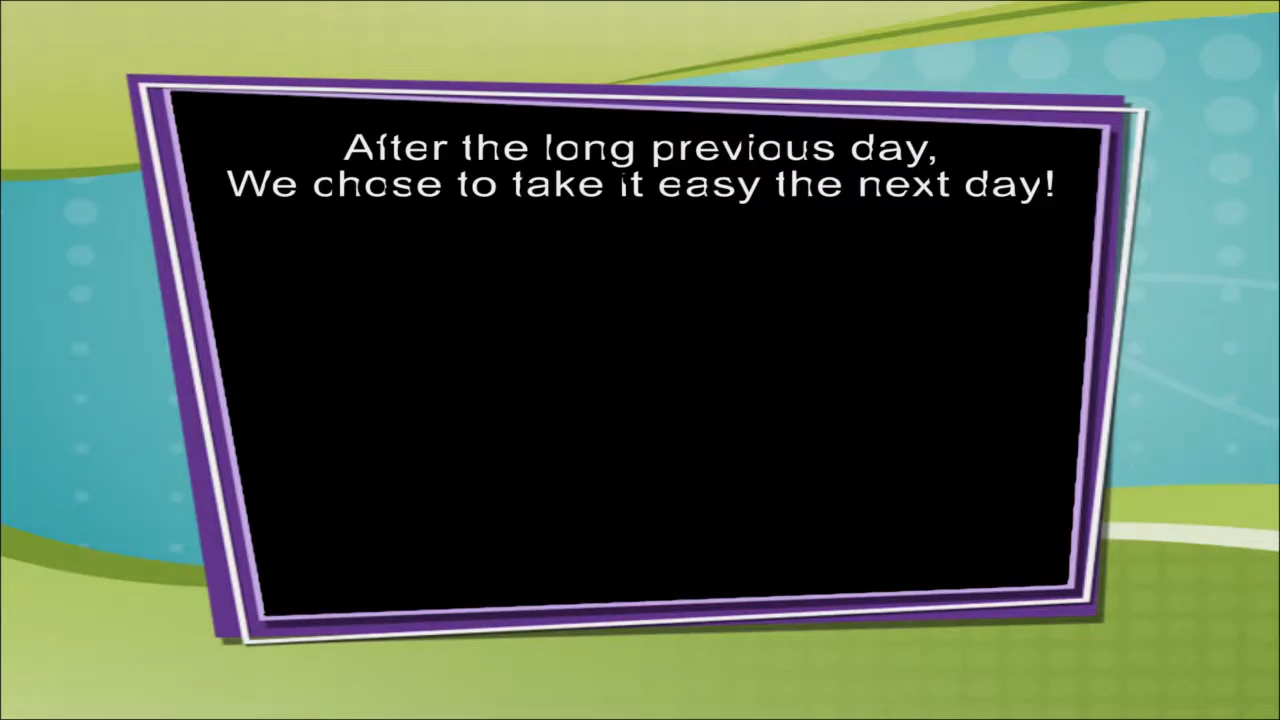 After the long previous day,
We chose to take it easy the next day!